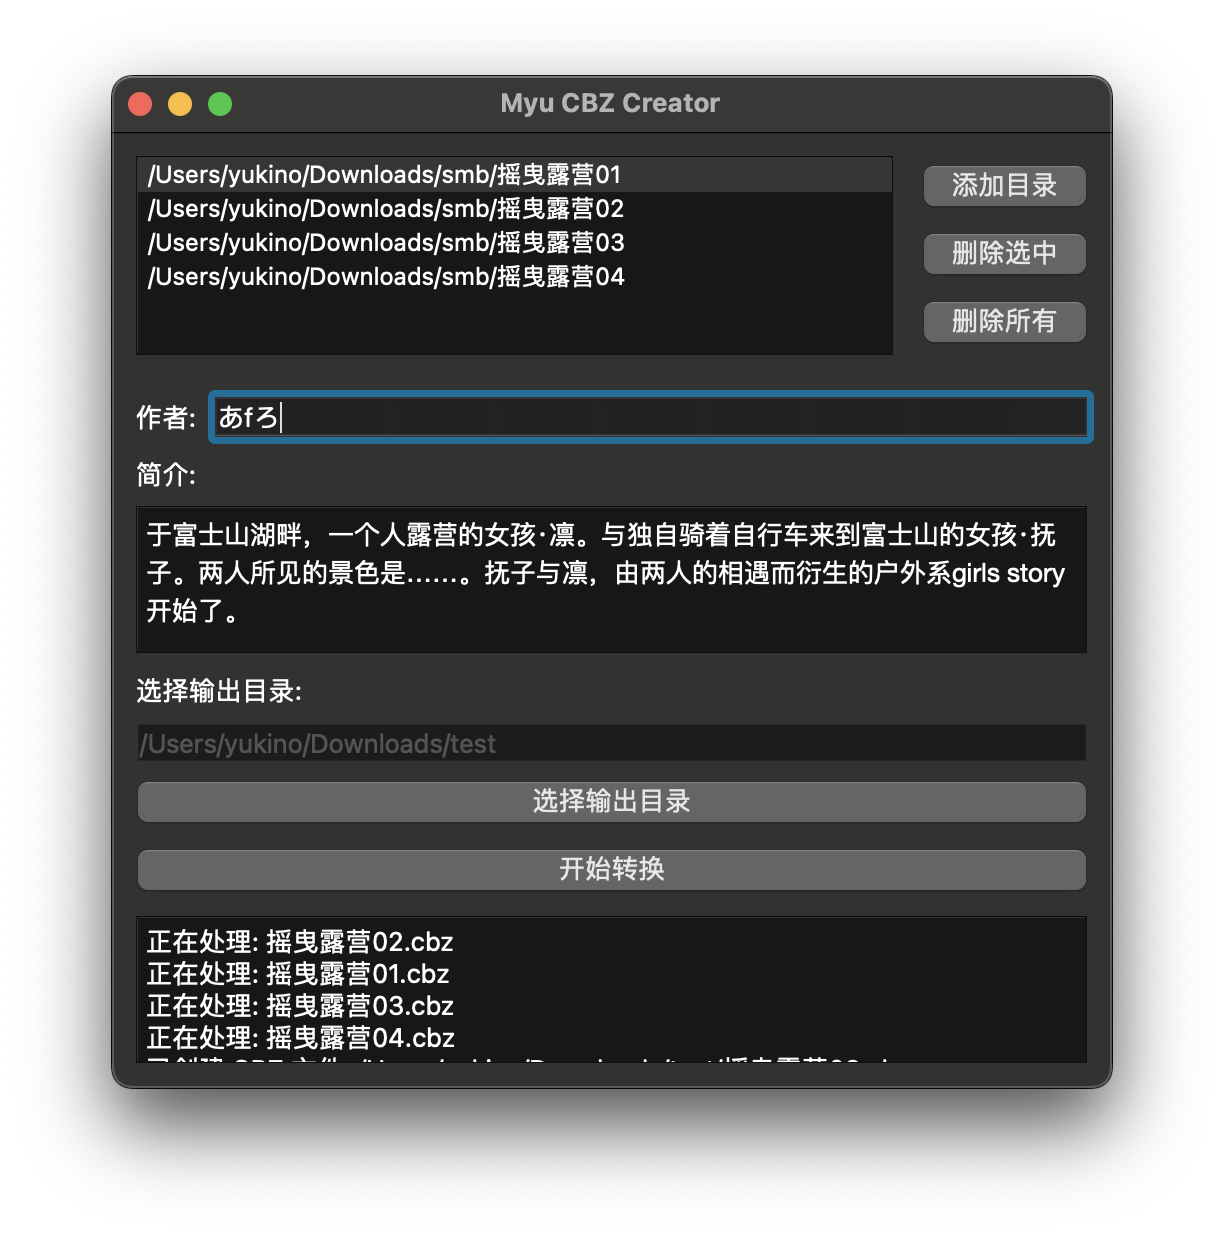 Myu CBZ Creator
/Users/yukino/Downloads/smb/摇曳露营01
/Users/yukino/Downloads/smb/摇曳露营02
/Users/yukino/Downloads/smb/摇曳露营03
/Users/yukino/Downloads/smb/摇曳露营04
添加目录
删除选中
删除所有
作者: あfろ
简介:
于富士山湖畔，一个人露营的女孩·凛。与独自骑着自行车来到富士山的女孩·抚
子。两人所见的景色是……。抚子与凛，由两人的相遇而衍生的户外系girls story
开始了。
选择输出目录:
/Users/yukino/Downloads/test
选择输出目录
开始转换
正在处理: 摇曳露营02.cbz
正在处理: 摇曳露营01.cbz
正在处理: 摇曳露营03.cbz
正在处理: 摇曳露营04.cbz